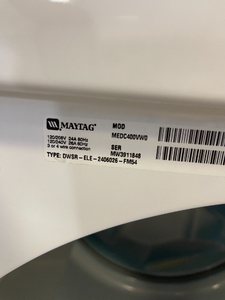 MAYTAG®
MOD
MEDC400VW0
120/208V 24A 60Hz
120/240V 26A 60Hz
3 or 4 wire connection
SER
MW3911848
TYPE: DWSR-ELE-2406026-FM54